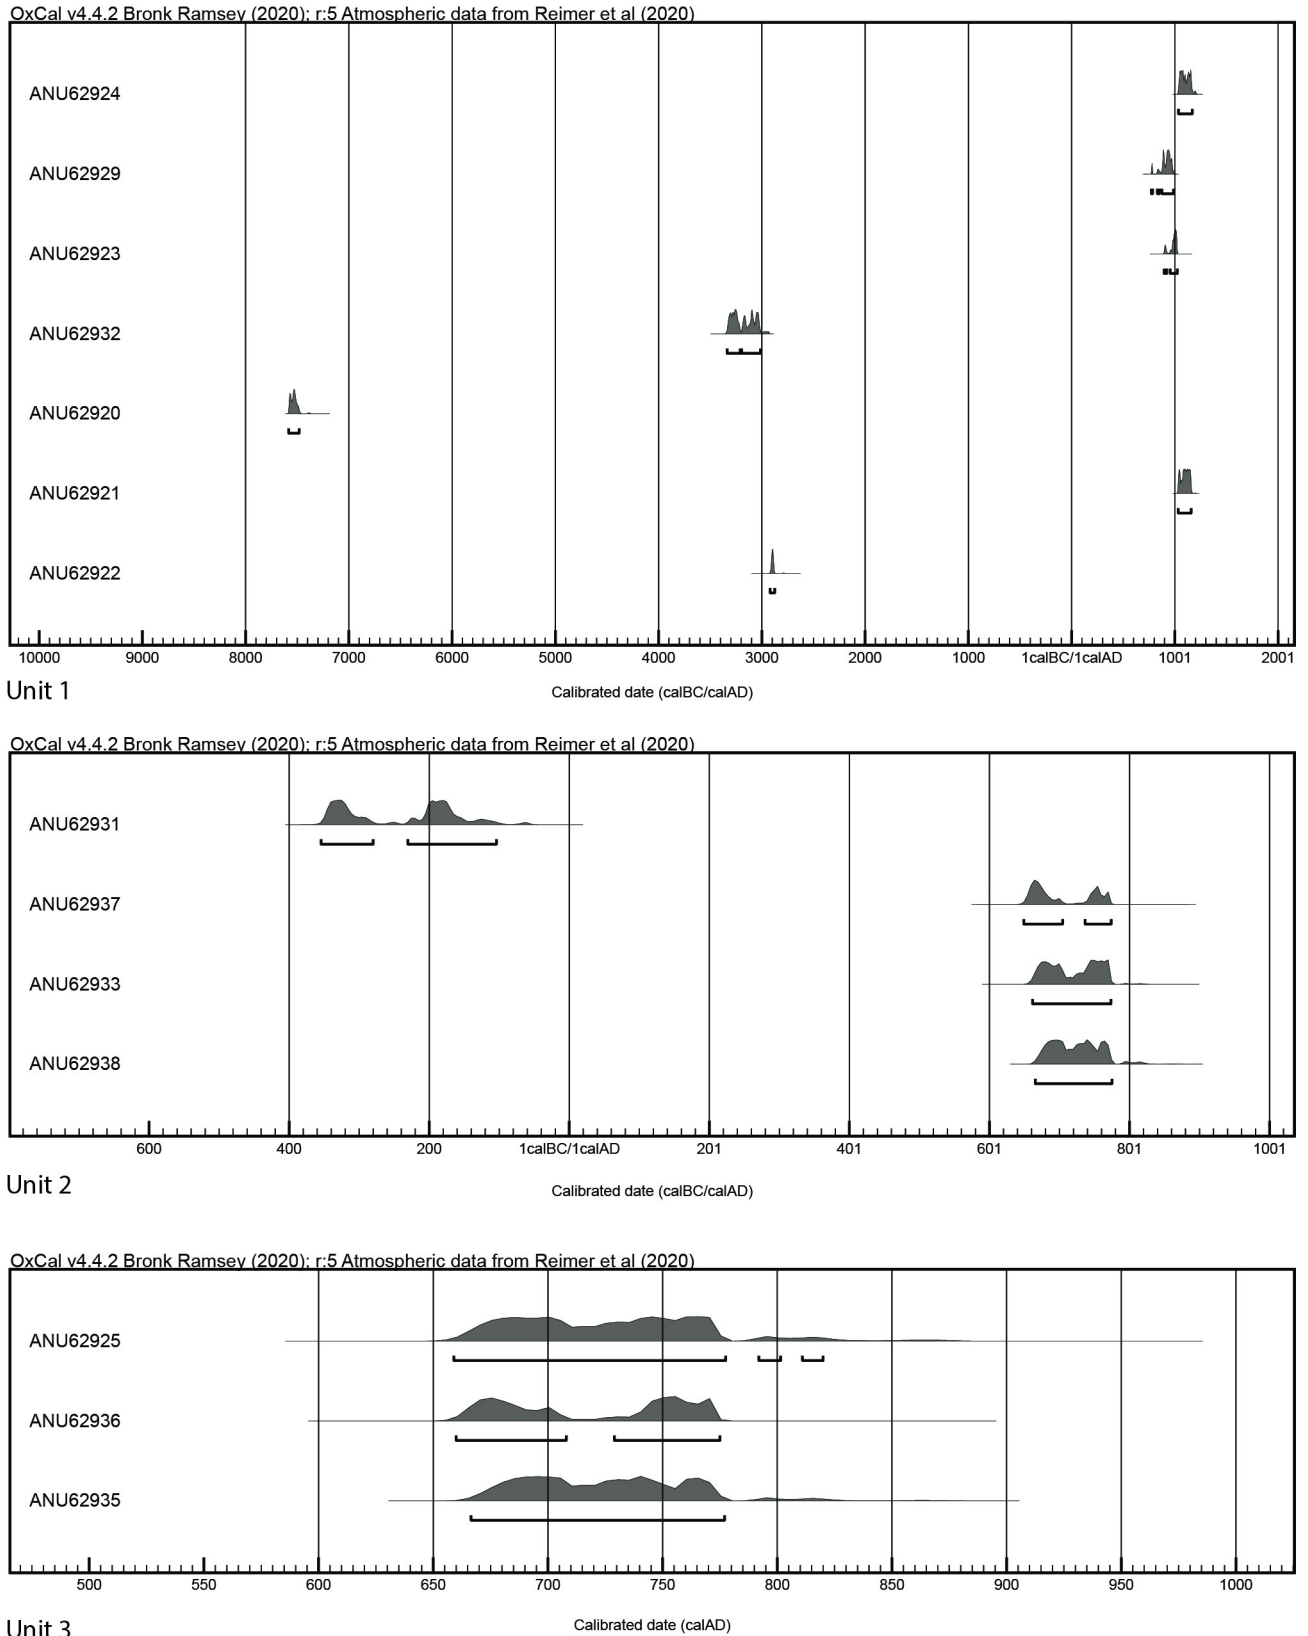 OxCal v4.4.2 Bronk Ramsey (2020); r:5 Atmospheric data from Reimer et al (2020)
ANU62924
ANU62929
ANU62923
ANU62932
ANU62920
ANU62921
ANU62922
10000 9000 8000 7000 6000 5000 4000 3000 2000 1000 1calBC/1calAD 1001 2001
Unit 1
Calibrated date (calBC/calAD)
OxCal v4.4.2 Bronk Ramsey (2020); r:5 Atmospheric data from Reimer et al (2020)
ANU62931
ANU62937
ANU62933
ANU62938
600 400 200 1calBC/1calAD 201 401 601 801 1001
Unit 2
Calibrated date (calBC/calAD)
OxCal v4.4.2 Bronk Ramsey (2020); r:5 Atmospheric data from Reimer et al (2020)
ANU62925
ANU62936
ANU62935
500 550 600 650 700 750 800 850 900 950 1000
Calibrated date (calAD)
Unit 3